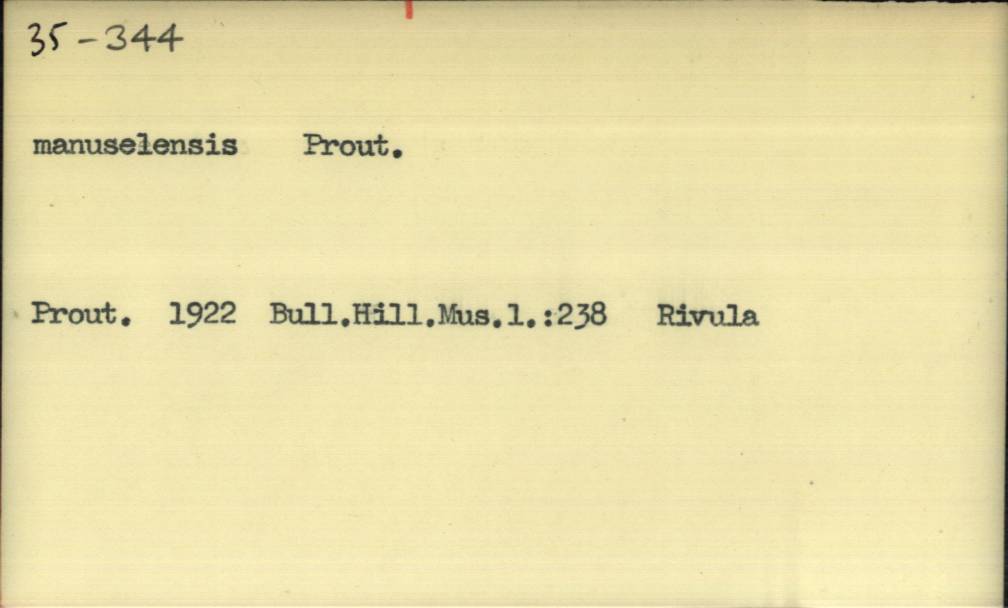 35-344
manuselensis Prout.
Prout. 1922 Bull.Hill.Mus.1.:238 Rivula